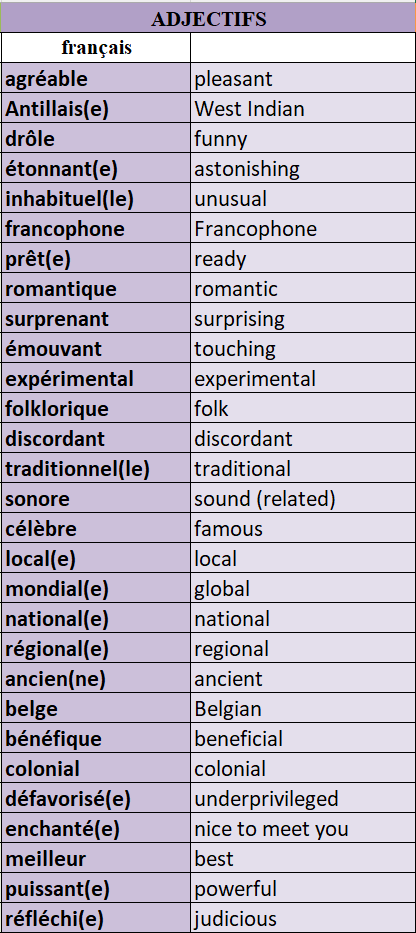 ADJECTIFS
français
agréable pleasant
Antillais(e) West Indian
drôle funny
étonnant(e) astonishing
inhabituel(le) unusual
francophone Francophone
prêt(e) ready
romantique romantic
surprenant surprising
émouvant touching
expérimental experimental
folklorique folk
discordant discordant
traditionnel(le) traditional
sonore sound (related)
célèbre famous
local(e) local
mondial(e) global
national(e) national
régional(e) regional
ancien(ne) ancient
belge Belgian
bénéfique beneficial
colonial colonial
défavorisé(e) underprivileged
enchanté(e) nice to meet you
meilleur best
puissant(e) powerful
réfléchi(e) judicious